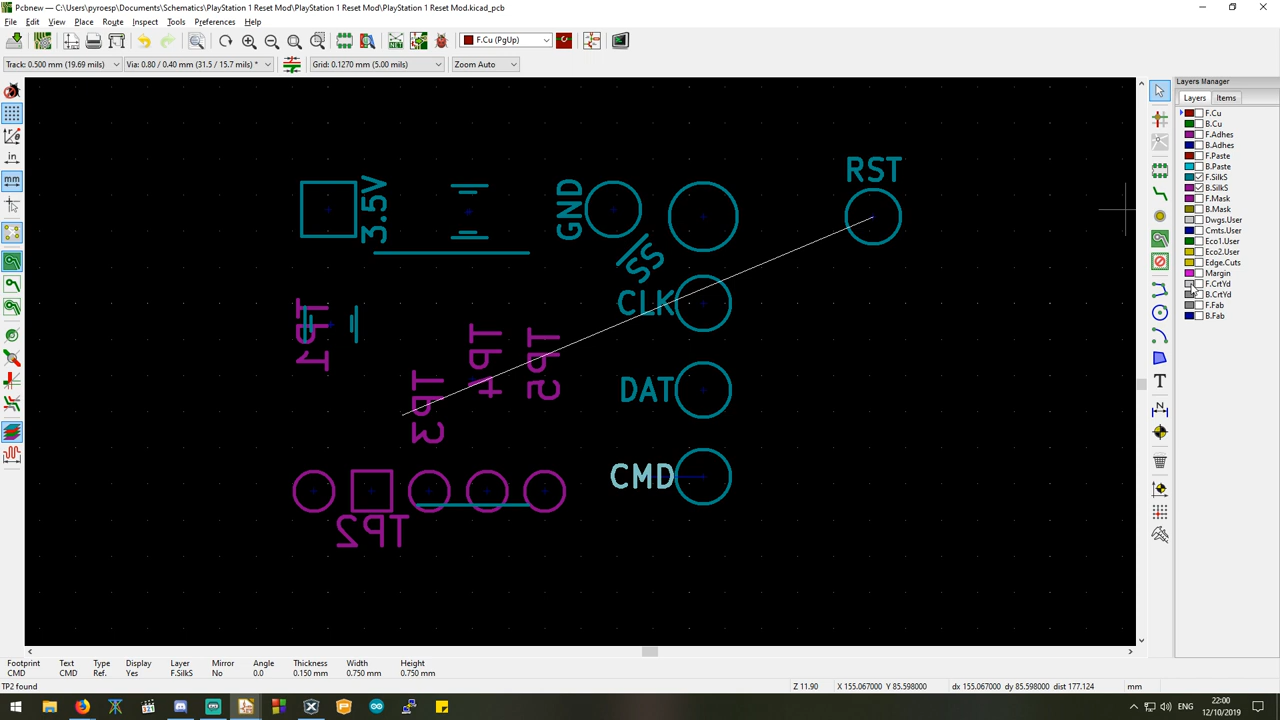 Pcbnew — C:\Users\pyroesp\Documents\Schematics\PlayStation 1 Reset Mod\PlayStation 1 Reset Mod\PlayStation 1 Reset Mod.kicad_pcb
File Edit View Place Route Inspect Tools Preferences Help
F.Cu (PgUp)
Track: 0.500 mm (19.69 mils) Via: 0.80 / 0.40 mm (31.5 / 15.7 mils) * Grid: 0.1270 mm (5.00 mils) Zoom Auto
Layers Manager
Layers Items
F.Cu
B.Cu
F.Adhes
B.Adhes
F.Paste
B.Paste
F.SilkS
B.SilkS
F.Mask
B.Mask
Dwgs.User
Cmts.User
Eco1.User
Eco2.User
Edge.Cuts
Margin
F.CrtYd
B.CrtYd
F.Fab
B.Fab
in
mm
RST
3.5V
GND
SS
CLK
TP1
TP4
TP5
DAT
TP3
CMD
TP2
Footprint Text Type Display Layer Mirror Angle Thickness Width Height
CMD CMD Ref. Yes F.SilkS No 0.0 0.150 mm 0.750 mm 0.750 mm
TP2 found Z 11.90 X 155.067000 Y 85.598000 dx 155.067000 dy 85.598000 dist 177.124 mm
ENG 22:00
12/10/2019